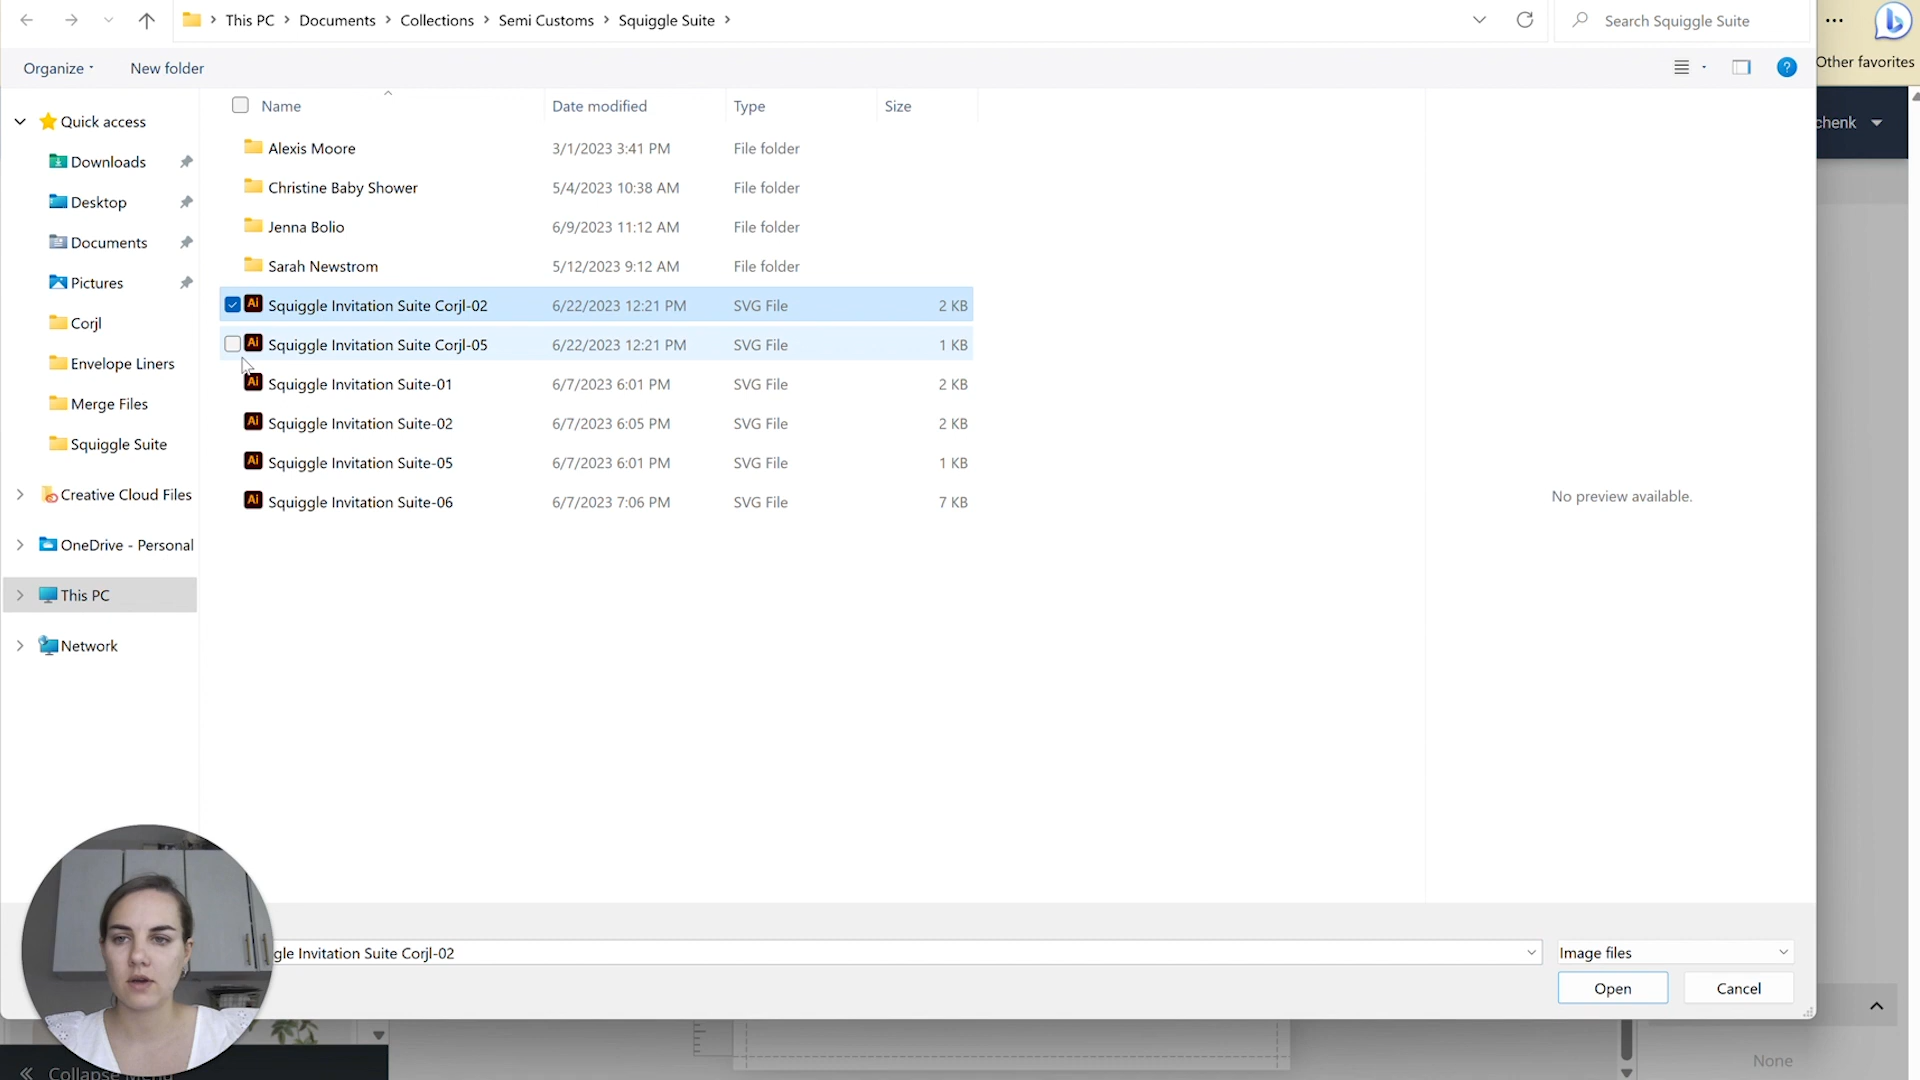 This PC > Documents > Collections > Semi Customs > Squiggle Suite >
Search Squiggle Suite
Other favorites
Organize
New folder
chenk
Name
Date modified
Type
Size
Quick access
Downloads
Desktop
Documents
Pictures
Corjl
Envelope Liners
Merge Files
Squiggle Suite
Creative Cloud Files
OneDrive - Personal
This PC
Network
Alexis Moore 3/1/2023 3:41 PM File folder
Christine Baby Shower 5/4/2023 10:38 AM File folder
Jenna Bolio 6/9/2023 11:12 AM File folder
Sarah Newstrom 5/12/2023 9:12 AM File folder
Ai Squiggle Invitation Suite Corjl-02 6/22/2023 12:21 PM SVG File 2 KB
Ai Squiggle Invitation Suite Corjl-05 6/22/2023 12:21 PM SVG File 1 KB
Ai Squiggle Invitation Suite-01 6/7/2023 6:01 PM SVG File 2 KB
Ai Squiggle Invitation Suite-02 6/7/2023 6:05 PM SVG File 2 KB
Ai Squiggle Invitation Suite-05 6/7/2023 6:01 PM SVG File 1 KB
Ai Squiggle Invitation Suite-06 6/7/2023 7:06 PM SVG File 7 KB
No preview available.
gle Invitation Suite Corjl-02
Image files
Open
Cancel
Collapse Menu
None